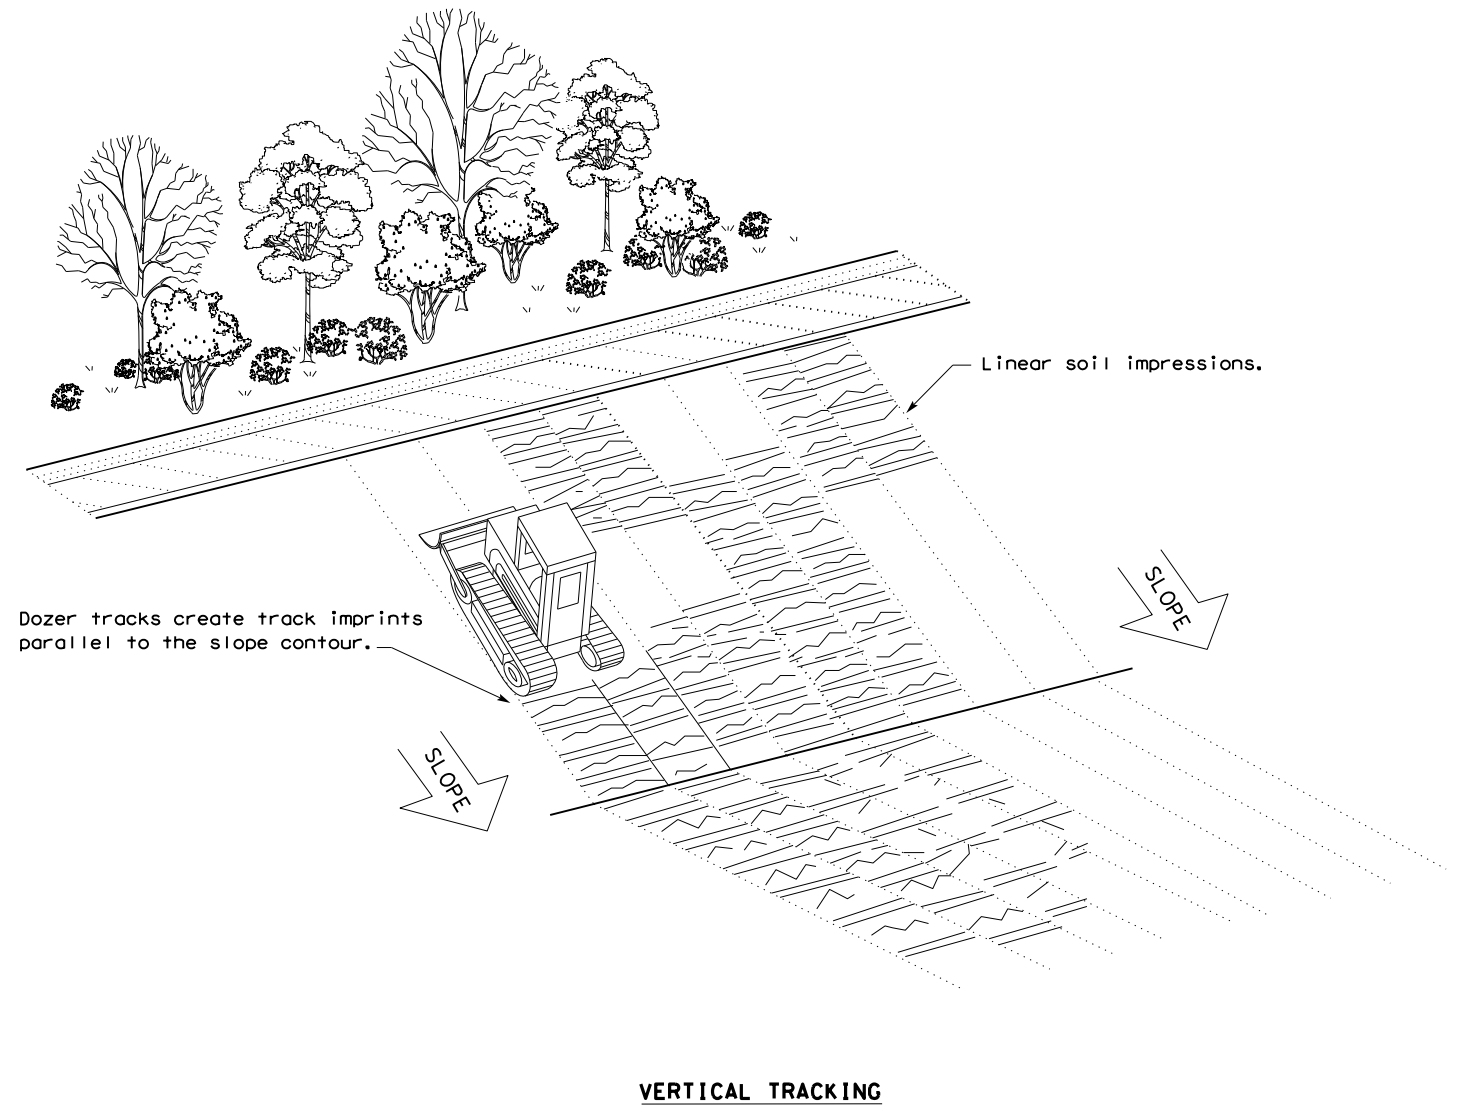 Linear soil impressions.
SLOPE
Dozer tracks create track imprints
parallel to the slope contour.
SLOPE
VERTICAL TRACKING